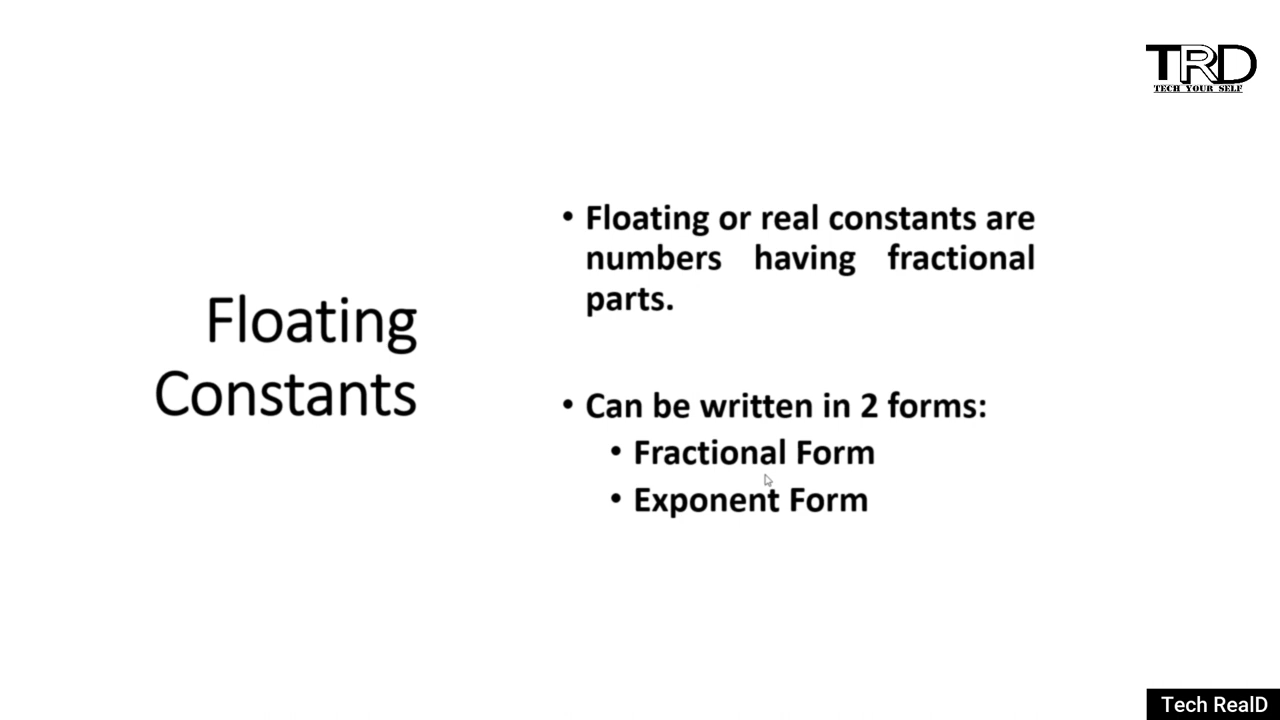 TRD
TECH YOUR SELF
Floating
Constants
• Floating or real constants are
numbers having fractional
parts.
• Can be written in 2 forms:
• Fractional Form
• Exponent Form
Tech RealD